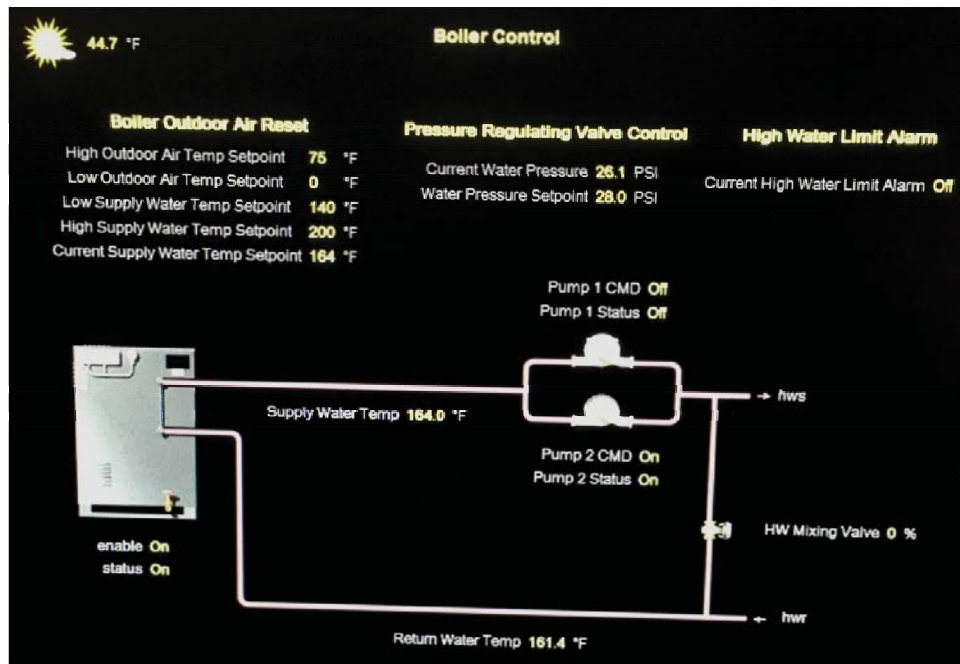 44.7 °F
Boiler Control
Boiler Outdoor Air Reset
High Outdoor Air Temp Setpoint 75 °F
Low Outdoor Air Temp Setpoint 0 °F
Low Supply Water Temp Setpoint 140 °F
High Supply Water Temp Setpoint 200 °F
Current Supply Water Temp Setpoint 164 °F
Pressure Regulating Valve Control
Current Water Pressure 26.1 PSI
Water Pressure Setpoint 28.0 PSI
High Water Limit Alarm
Current High Water Limit Alarm Off
Pump 1 CMD Off
Pump 1 Status Off
hws
Supply Water Temp 164.0 °F
Pump 2 CMD On
Pump 2 Status On
HW Mixing Valve 0 %
enable On
status On
hwr
Return Water Temp 161.4 °F